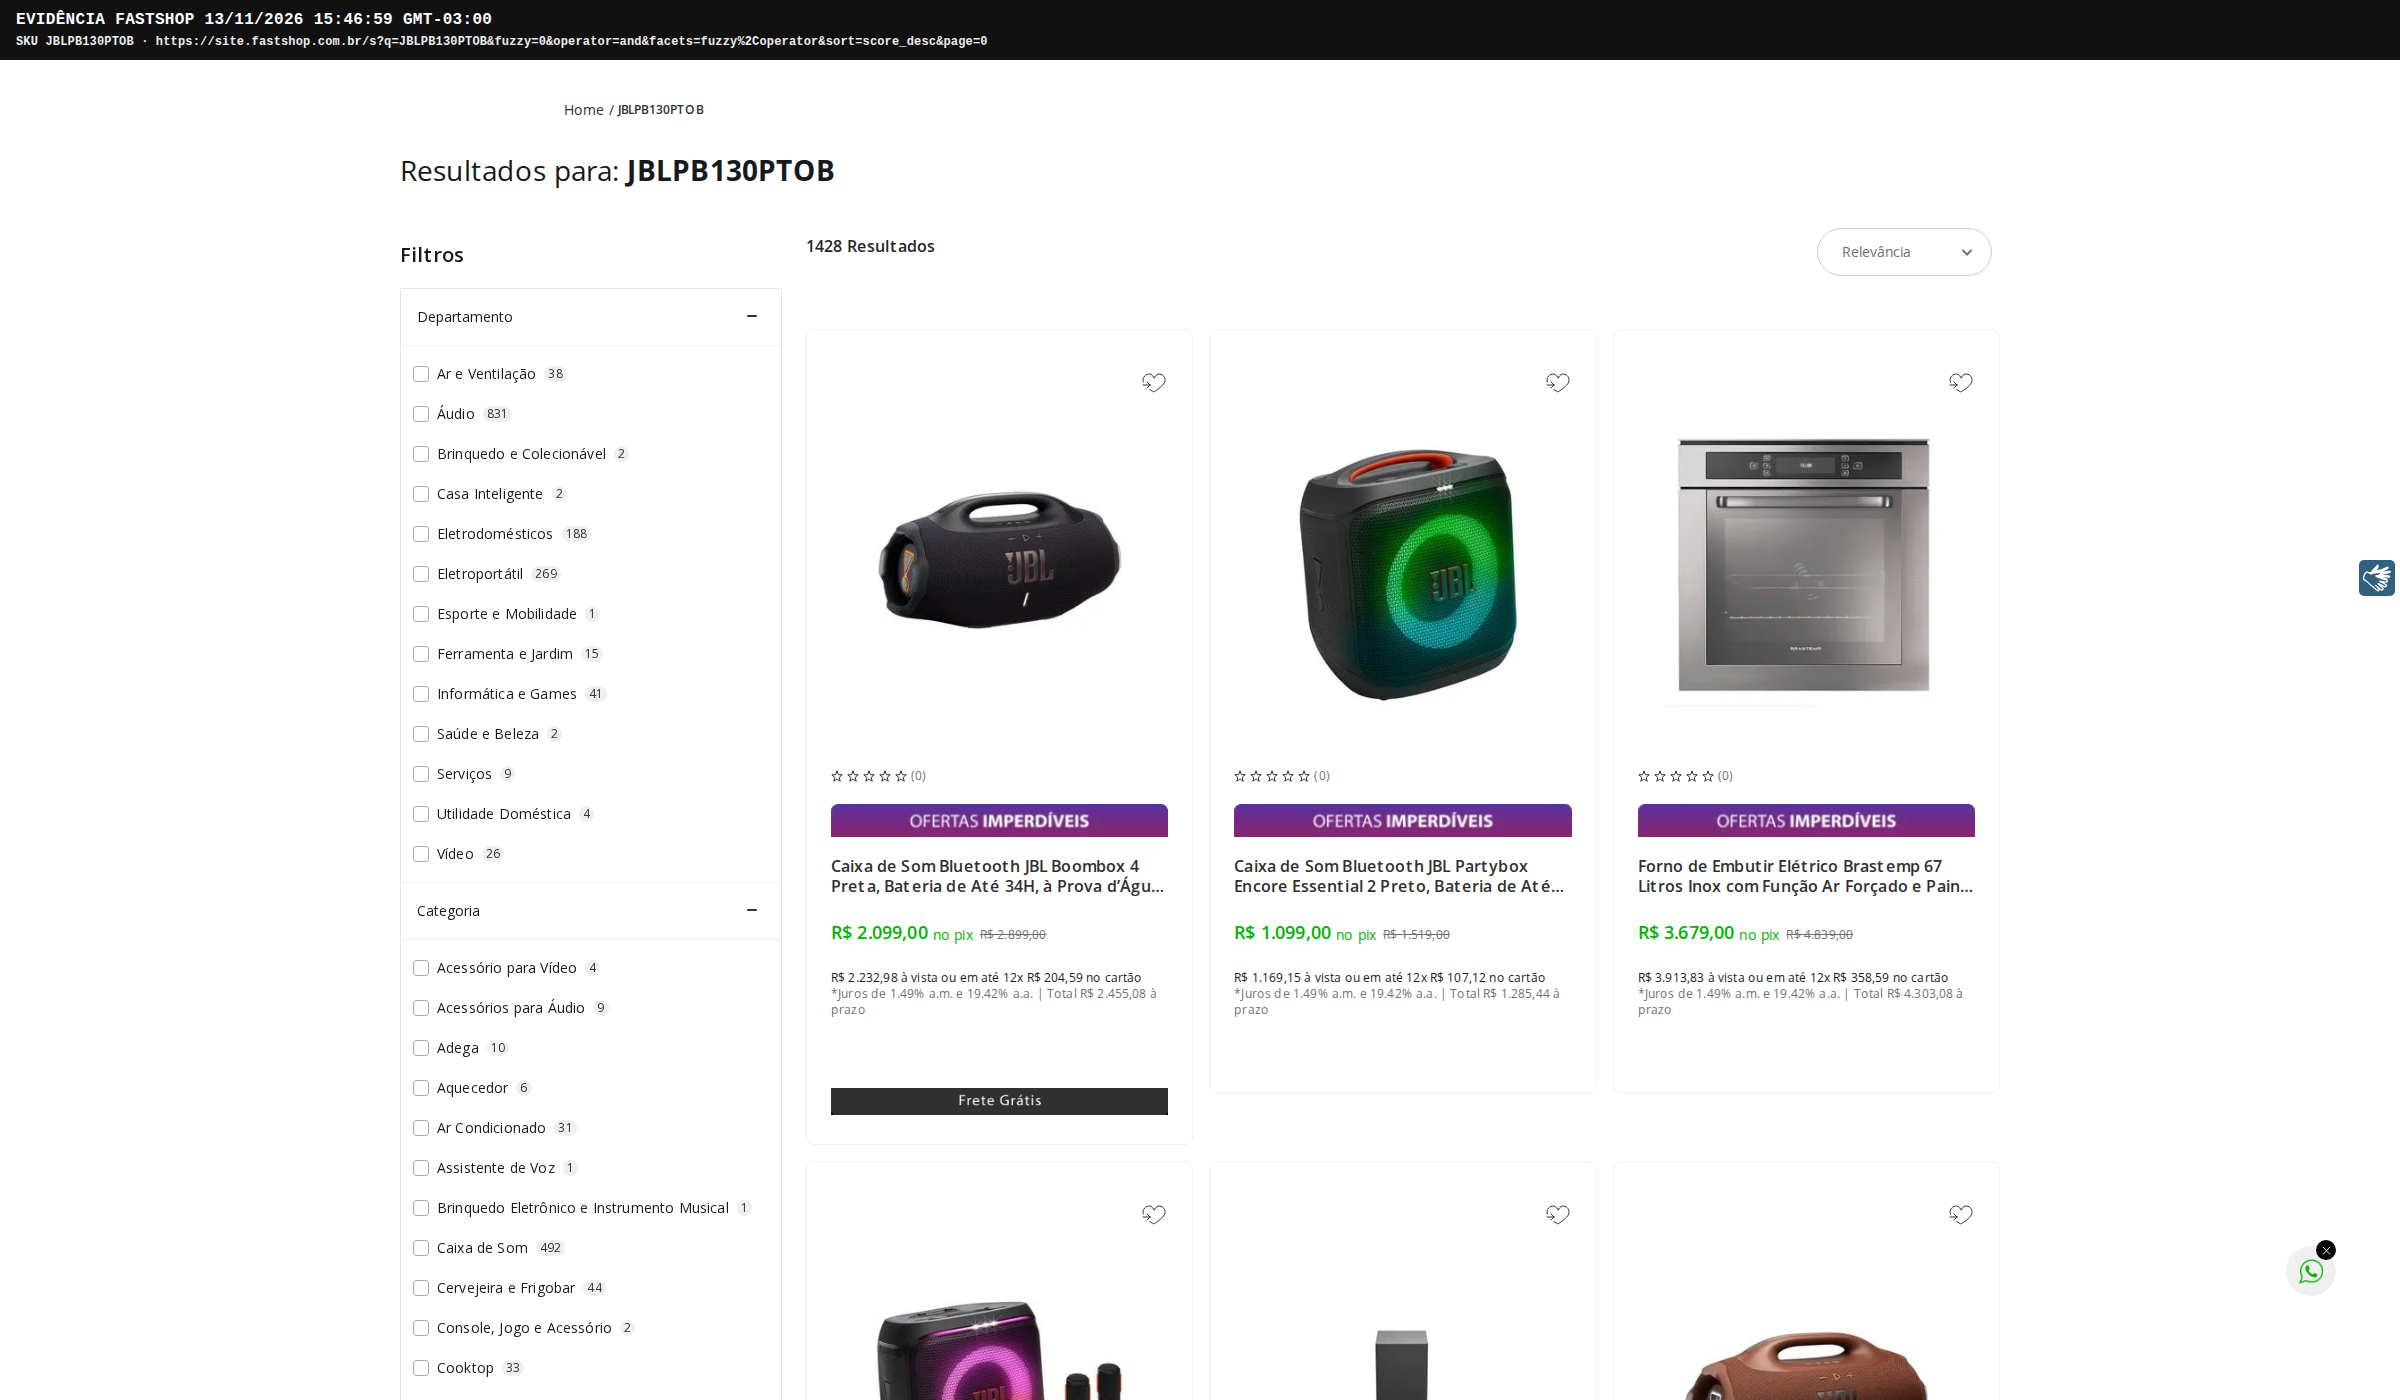 EVIDÊNCIA FASTSHOP 13/11/2026 15:46:59 GMT-03:00
SKU JBLPB130PTOB · https://site.fastshop.com.br/s?q=JBLPB130PTOB&fuzzy=0&operator=and&facets=fuzzy%2Coperator&sort=score_desc&page=0
Home / JBLPB130PTOB
Resultados para: JBLPB130PTOB
Filtros
1428 Resultados
Relevância
Departamento
Ar e Ventilação 38
Áudio 831
Brinquedo e Colecionável 2
Casa Inteligente 2
Eletrodomésticos 188
Eletroportátil 269
Esporte e Mobilidade 1
Ferramenta e Jardim 15
Informática e Games 41
Saúde e Beleza 2
Serviços 9
Utilidade Doméstica 4
Vídeo 26
Categoria
Acessório para Vídeo 4
Acessórios para Áudio 9
Adega 10
Aquecedor 6
Ar Condicionado 31
Assistente de Voz 1
Brinquedo Eletrônico e Instrumento Musical 1
Caixa de Som 492
Cervejeira e Frigobar 44
Console, Jogo e Acessório 2
Cooktop 33
JBL
(0)
OFERTAS IMPERDÍVEIS
Caixa de Som Bluetooth JBL Boombox 4
Preta, Bateria de Até 34H, à Prova d’Águ...
R$ 2.099,00 no pix R$ 2.899,00
R$ 2.232,98 à vista ou em até 12x R$ 204,59 no cartão
*Juros de 1.49% a.m. e 19.42% a.a. | Total R$ 2.455,08 à
prazo
Frete Grátis
JBL
(0)
OFERTAS IMPERDÍVEIS
Caixa de Som Bluetooth JBL Partybox
Encore Essential 2 Preto, Bateria de Até...
R$ 1.099,00 no pix R$ 1.519,00
R$ 1.169,15 à vista ou em até 12x R$ 107,12 no cartão
*Juros de 1.49% a.m. e 19.42% a.a. | Total R$ 1.285,44 à
prazo
BRASTEMP
(0)
OFERTAS IMPERDÍVEIS
Forno de Embutir Elétrico Brastemp 67
Litros Inox com Função Ar Forçado e Pain...
R$ 3.679,00 no pix R$ 4.839,00
R$ 3.913,83 à vista ou em até 12x R$ 358,59 no cartão
*Juros de 1.49% a.m. e 19.42% a.a. | Total R$ 4.303,08 à
prazo
JBL
JBL